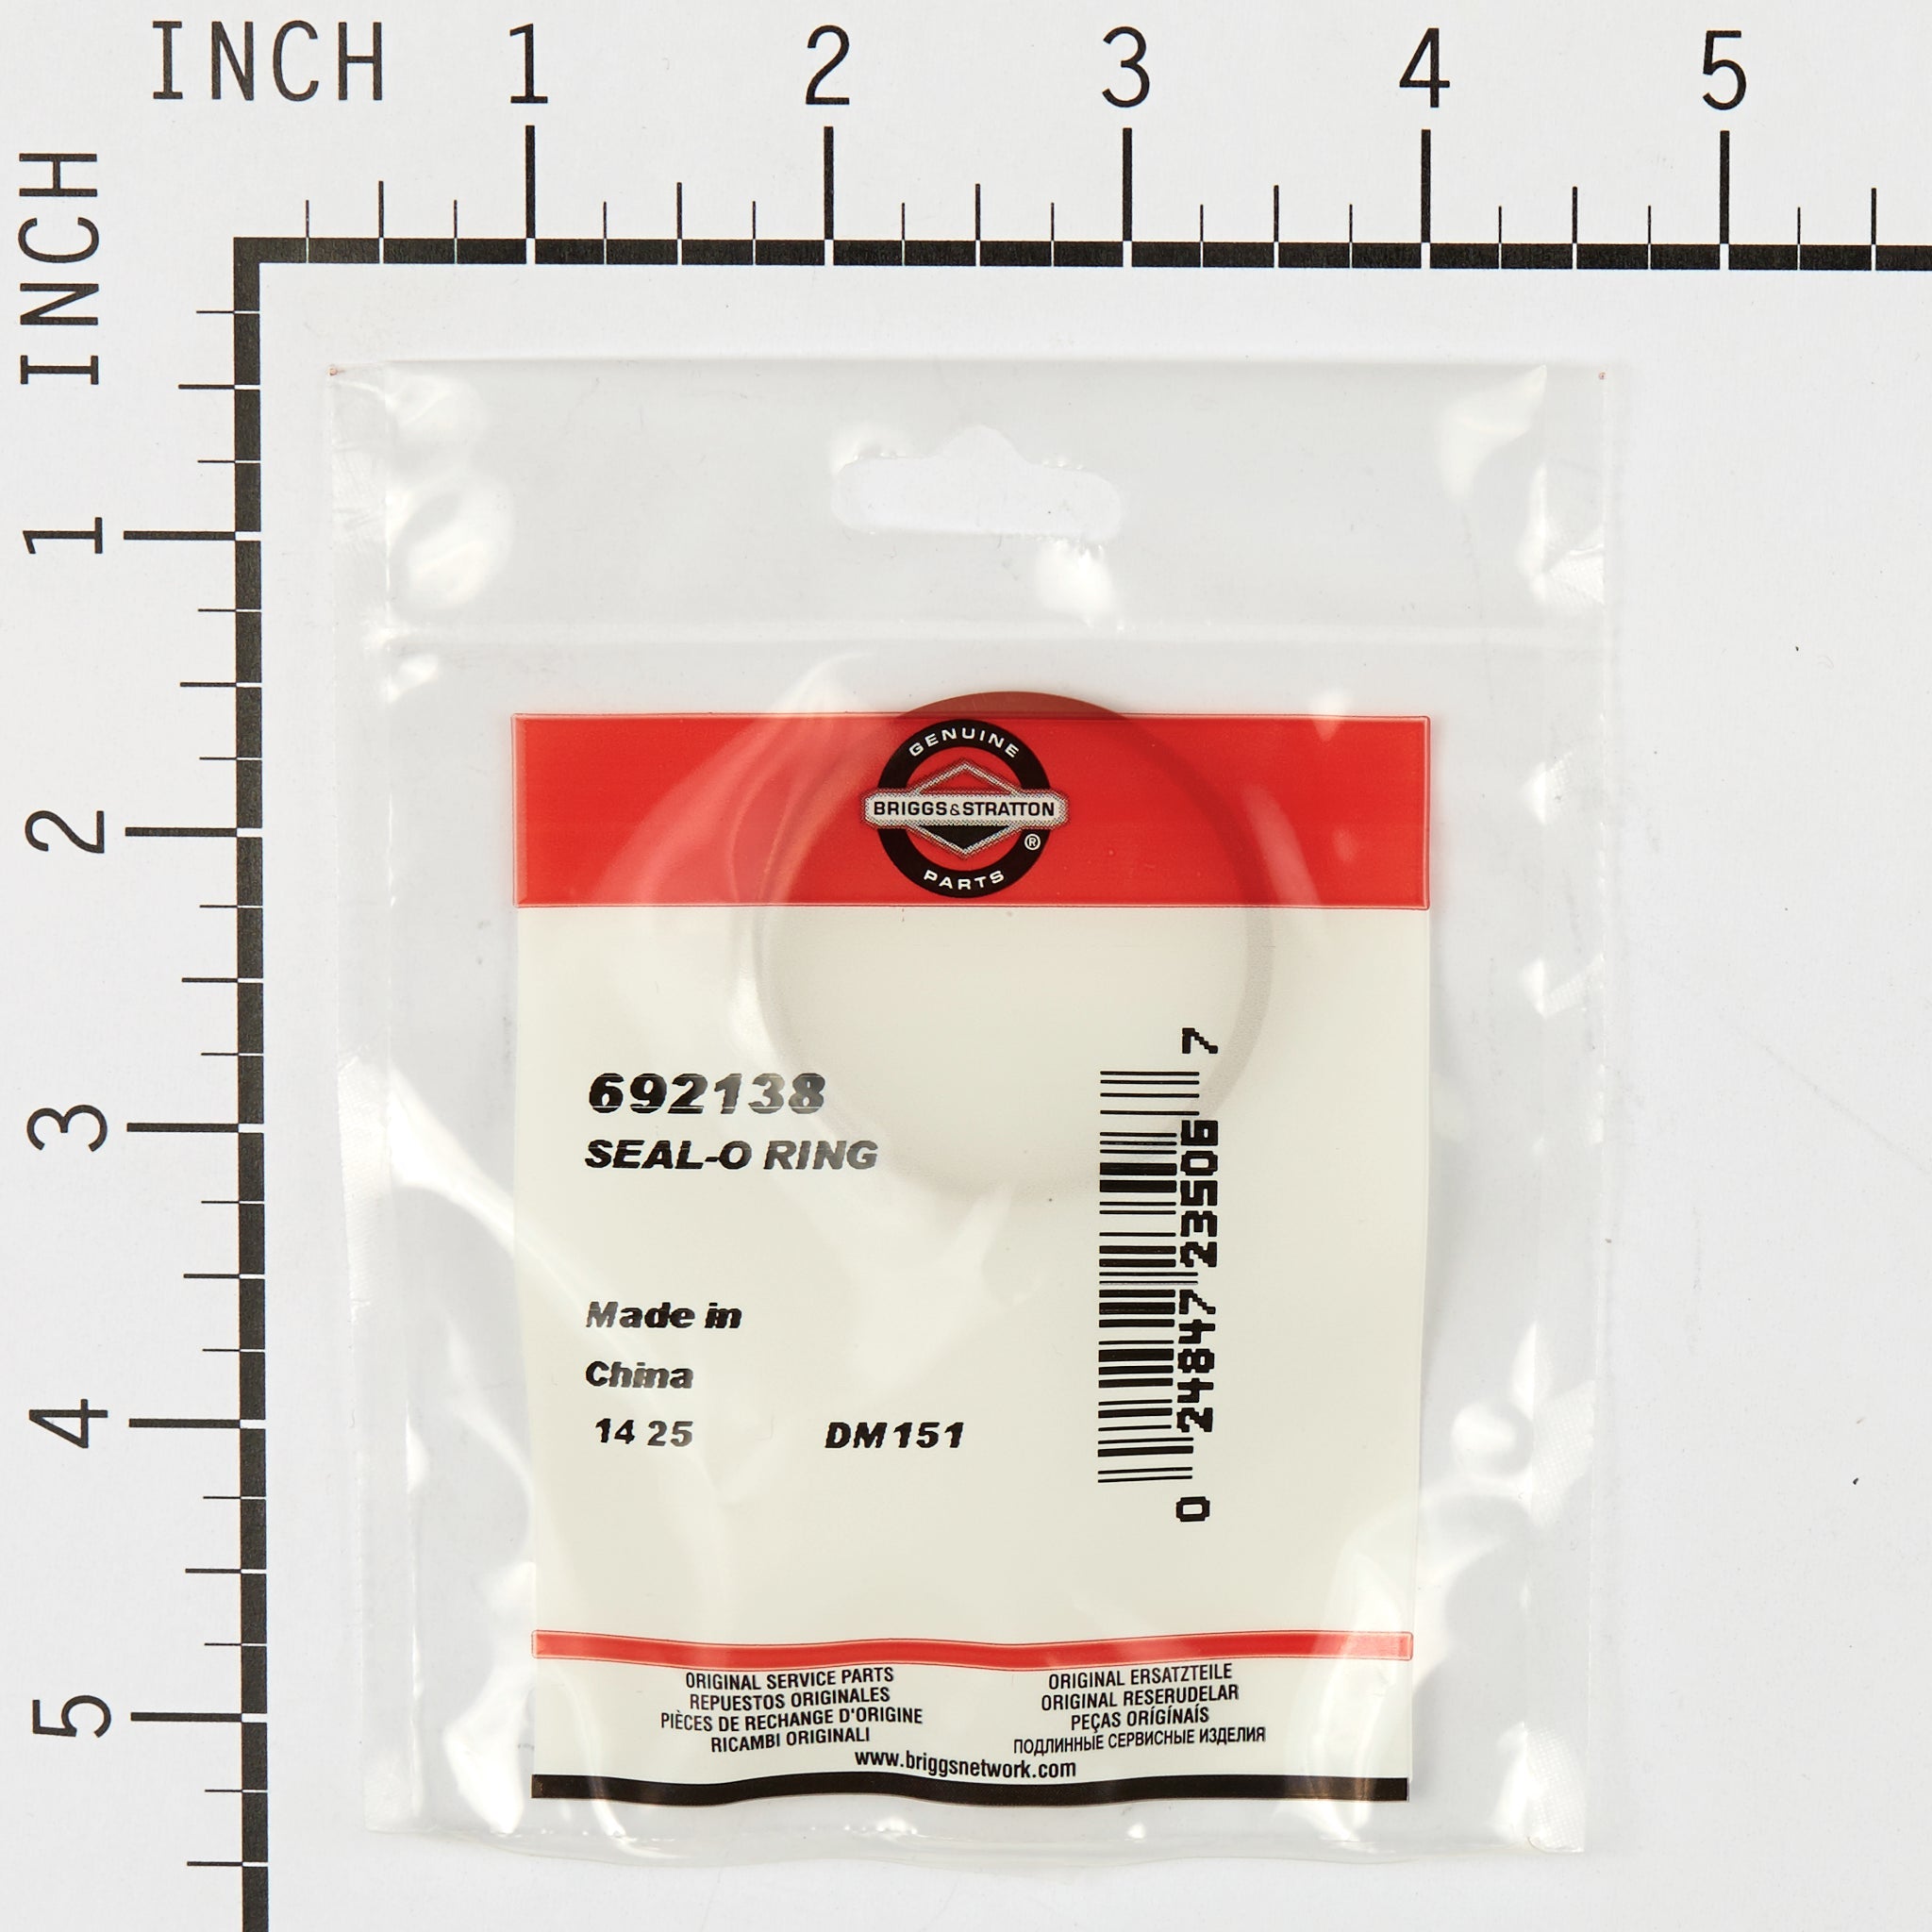 INCH 1 2 3 4 5
INCH
1
2
3
4
5
GENUINE
BRIGGS&STRATTON
®
PARTS
692138
SEAL-O RING
Made in
China
14 25 DM151
0 24847 23506 7
ORIGINAL SERVICE PARTS
REPUESTOS ORIGINALES
PIÈCES DE RECHANGE D'ORIGINE
RICAMBI ORIGINALI
ORIGINAL ERSATZTEILE
ORIGINAL RESERUDELAR
PEÇAS ORÍGÍNAÍS
ПОДЛИННЫЕ СЕРВИСНЫЕ ИЗДЕЛИЯ
www.briggsnetwork.com